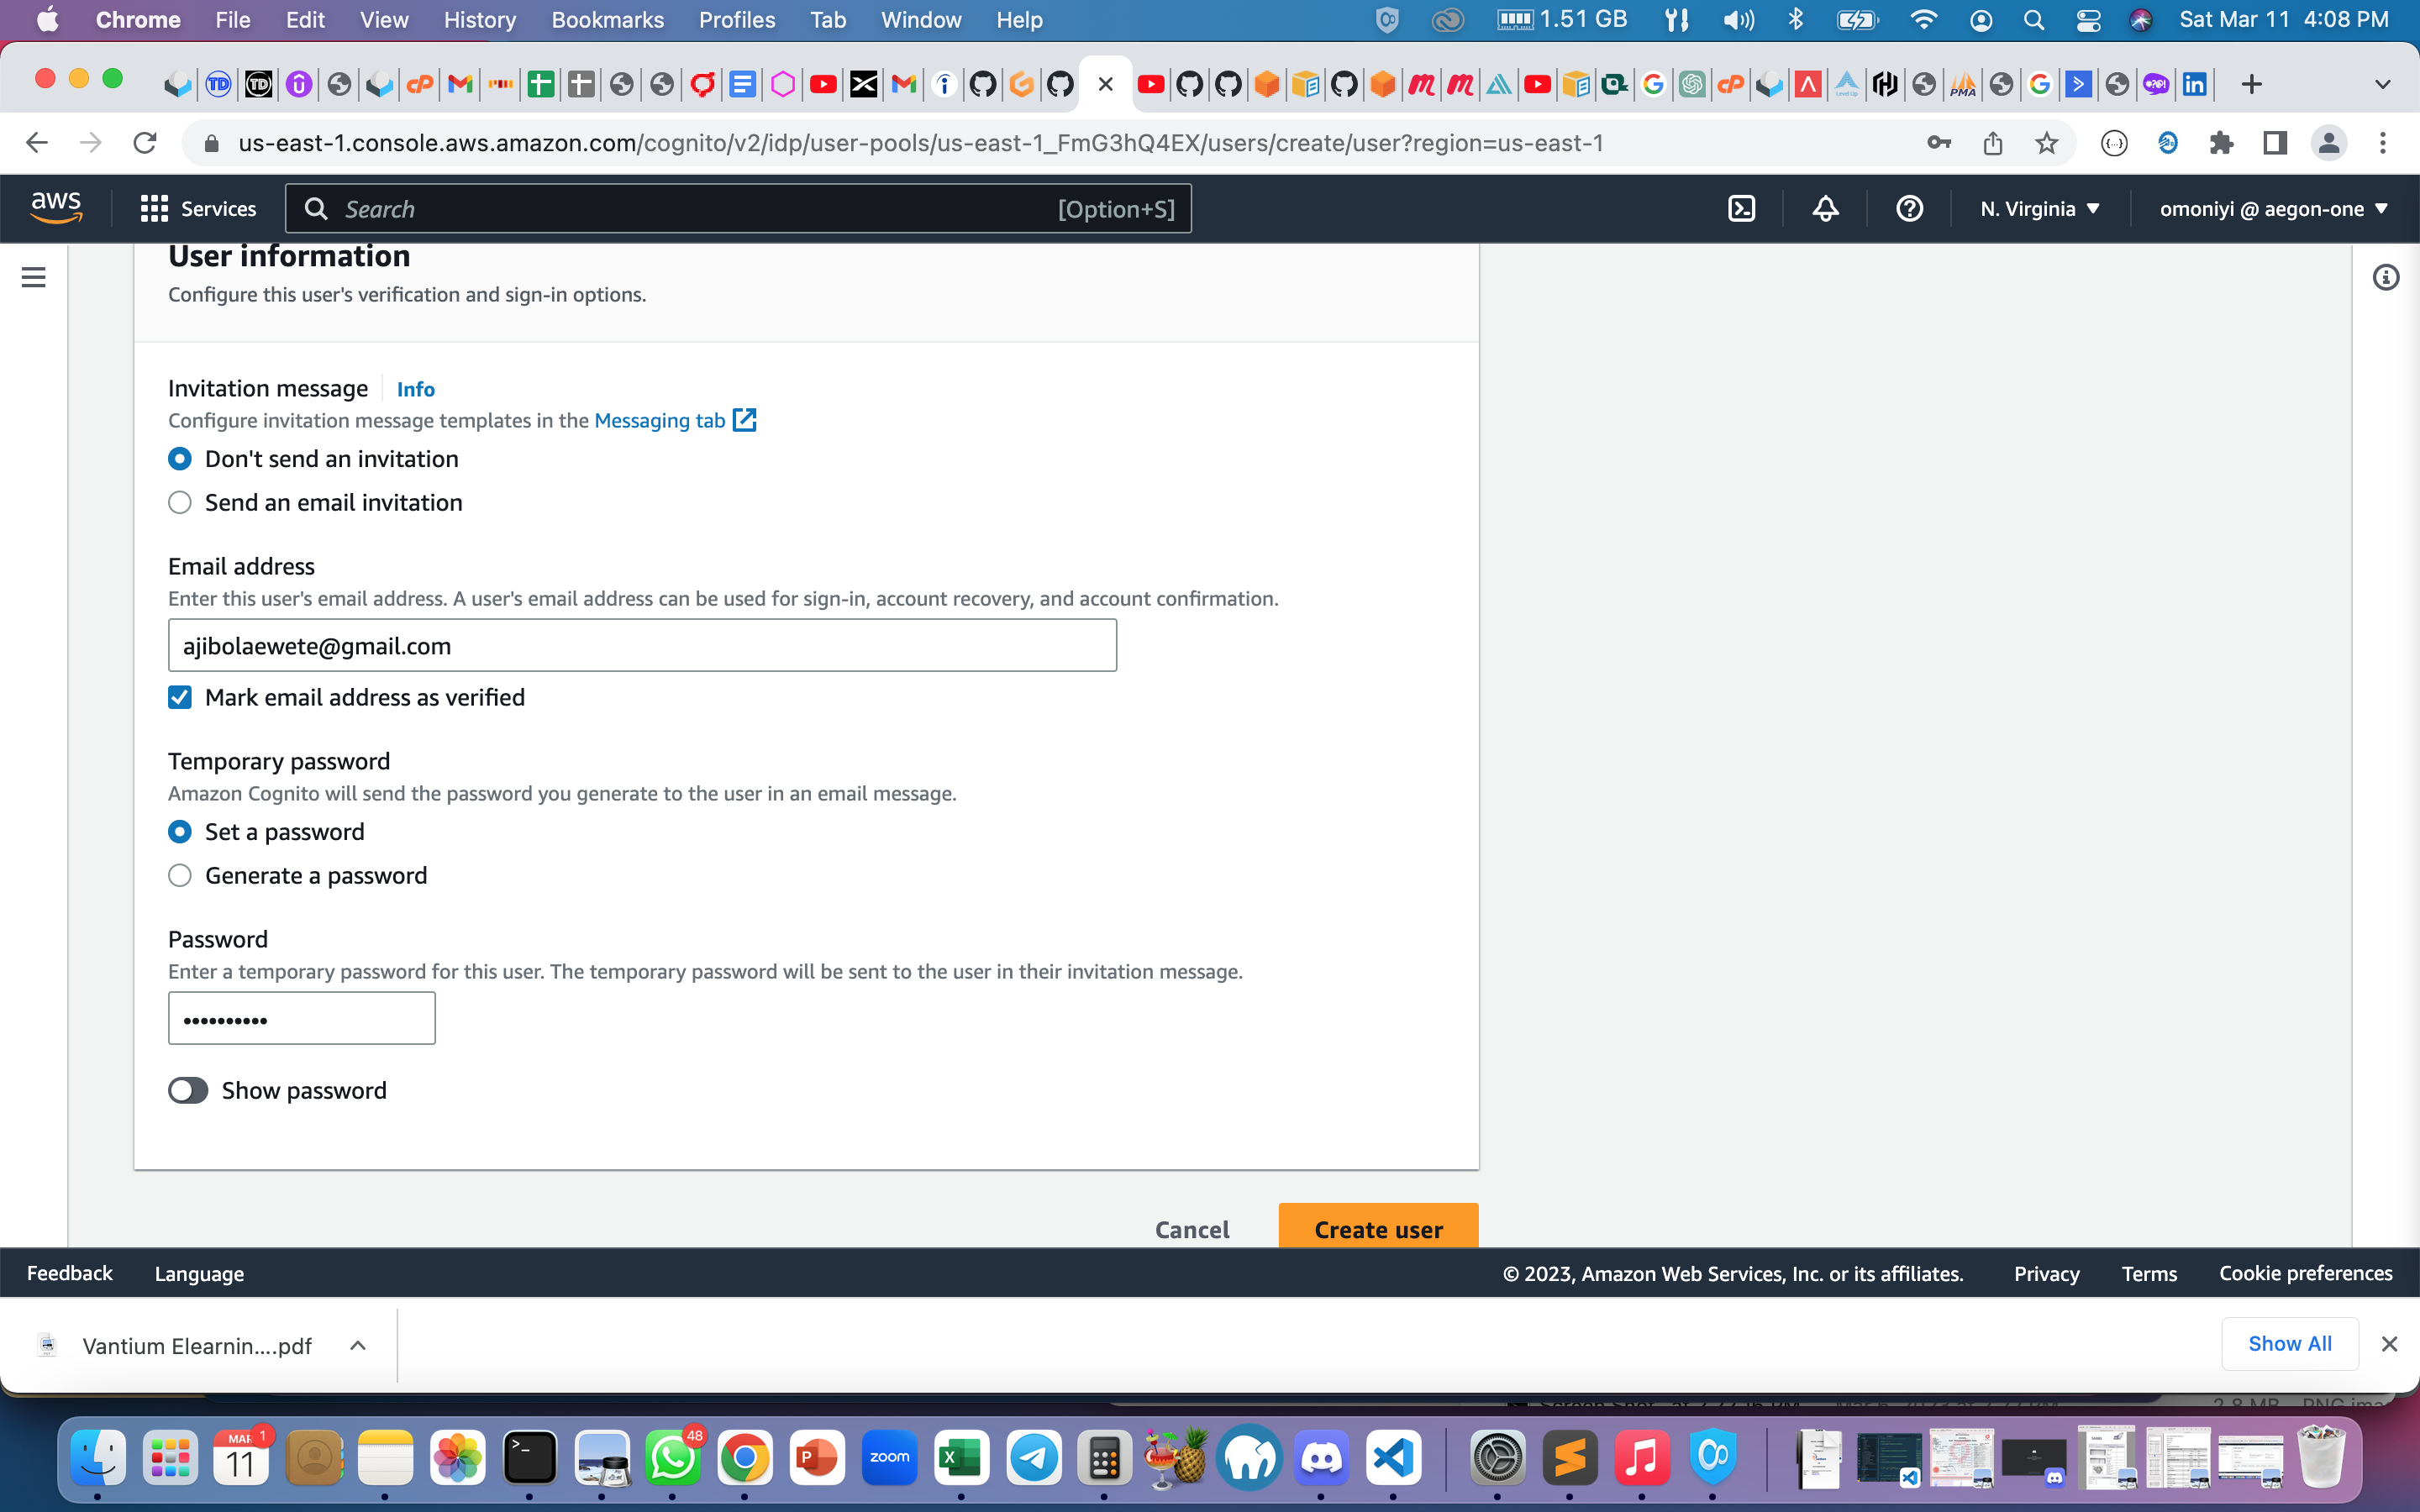 Chrome File Edit View History Bookmarks Profiles Tab Window Help 1.51 GB Sat Mar 11 4:08 PM
us-east-1.console.aws.amazon.com/cognito/v2/idp/user-pools/us-east-1_FmG3hQ4EX/users/create/user?region=us-east-1
aws Services Search [Option+S] N. Virginia omoniyi @ aegon-one
User information
Configure this user's verification and sign-in options.
Invitation message Info
Configure invitation message templates in the Messaging tab
Don't send an invitation
Send an email invitation
Email address
Enter this user's email address. A user's email address can be used for sign-in, account recovery, and account confirmation.
ajibolaewete@gmail.com
Mark email address as verified
Temporary password
Amazon Cognito will send the password you generate to the user in an email message.
Set a password
Generate a password
Password
Enter a temporary password for this user. The temporary password will be sent to the user in their invitation message.
••••••••••
Show password
Cancel Create user
Feedback Language © 2023, Amazon Web Services, Inc. or its affiliates. Privacy Terms Cookie preferences
Vantium Elearnin....pdf Show All
MAR 1 48
11 zoom